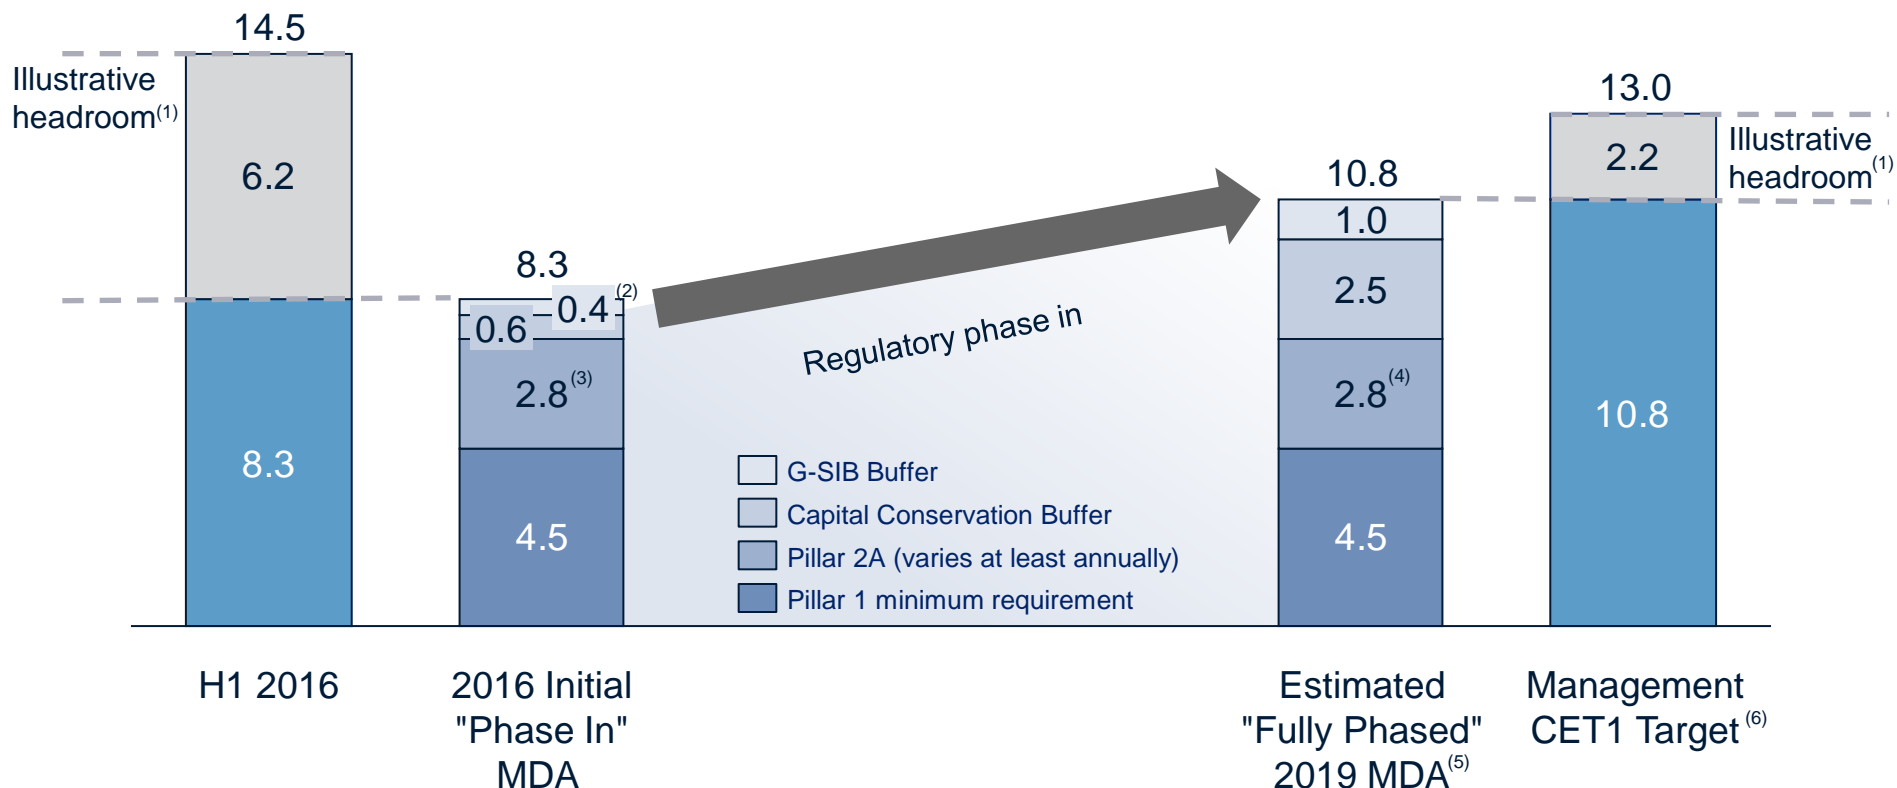 14.5
Illustrative
headroom(1)
6.2
8.3
H1 2016
8.3
0.4(2)
0.6
2.8(3)
4.5
2016 Initial
"Phase In"
MDA
Regulatory phase in
G-SIB Buffer
Capital Conservation Buffer
Pillar 2A (varies at least annually)
Pillar 1 minimum requirement
10.8
1.0
2.5
2.8(4)
4.5
Estimated
"Fully Phased"
2019 MDA(5)
13.0
2.2
Illustrative
headroom(1)
10.8
Management
CET1 Target(6)